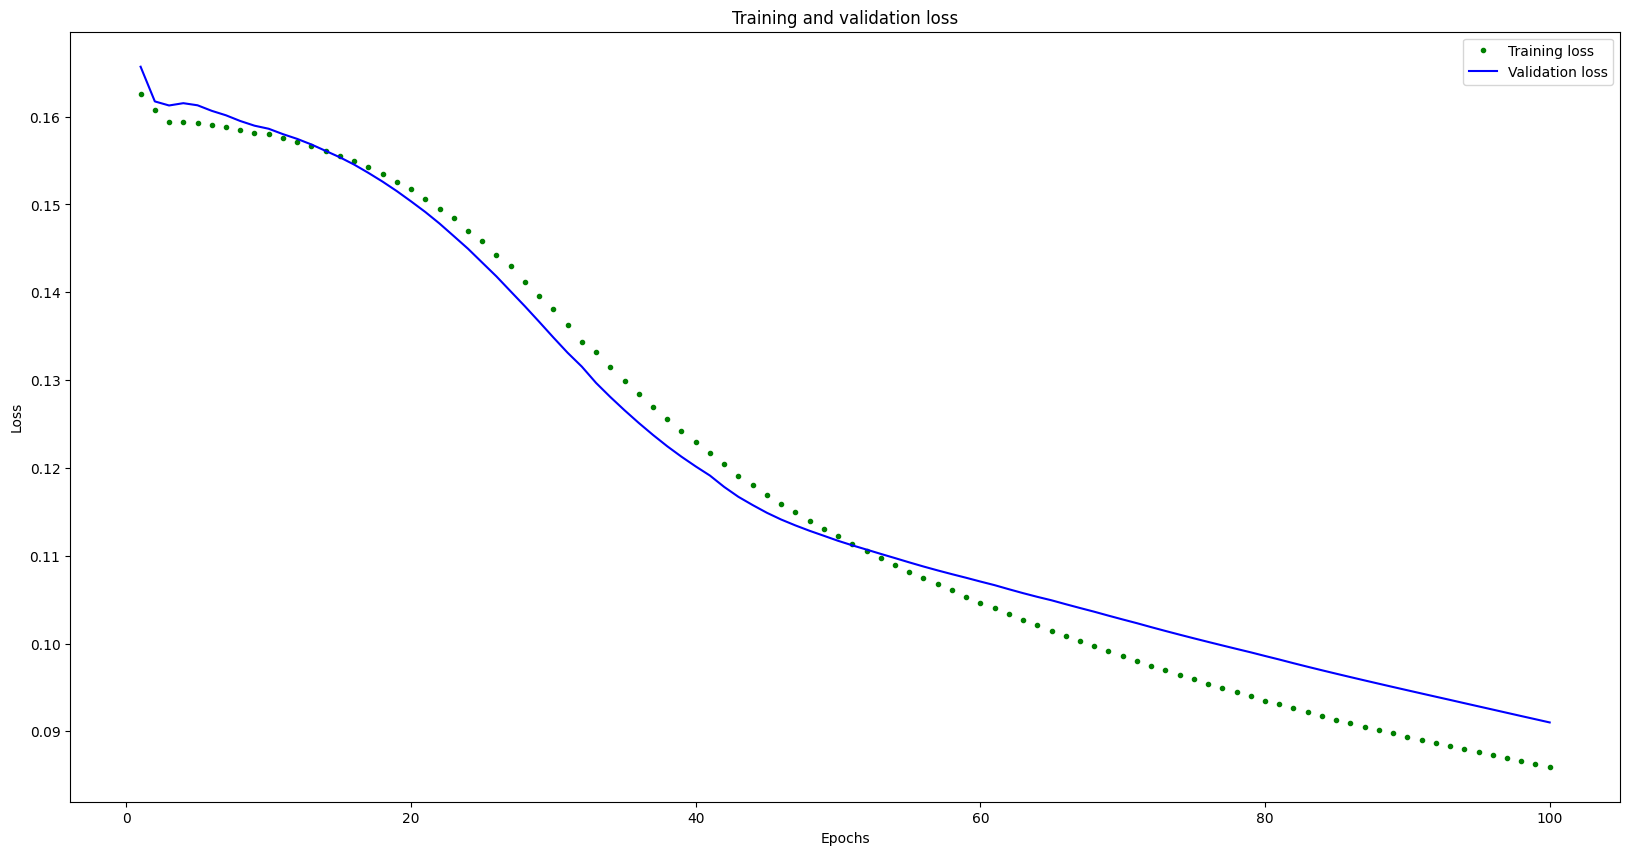 Training and validation loss
Training loss
Validation loss
0.16
0.15
0.14
0.13
0.12
0.11
0.10
0.09
Loss
0
20
40
60
80
100
Epochs